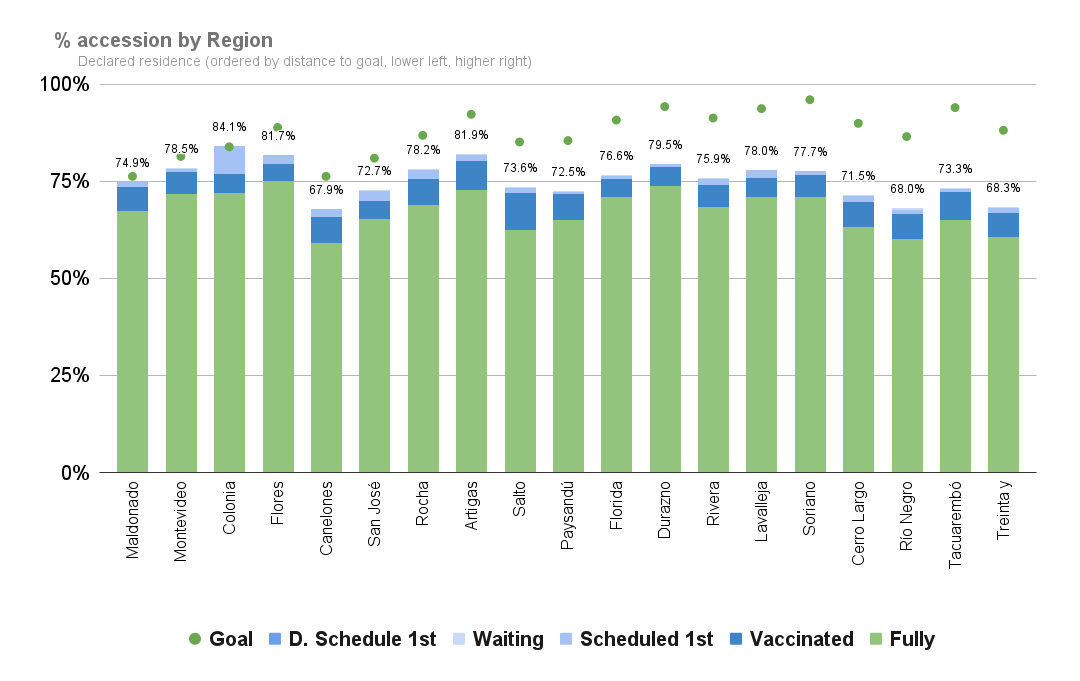 % accession by Region
Declared residence (ordered by distance to goal, lower left, higher right)
100%
75%
50%
25%
0%
74.9%
78.5%
84.1%
81.7%
67.9%
72.7%
78.2%
81.9%
73.6%
72.5%
76.6%
79.5%
75.9%
78.0%
77.7%
71.5%
68.0%
73.3%
68.3%
Maldonado
Montevideo
Colonia
Flores
Canelones
San José
Rocha
Artigas
Salto
Paysandú
Florida
Durazno
Rivera
Lavalleja
Soriano
Cerro Largo
Río Negro
Tacuarembó
Treinta y
Goal
D. Schedule 1st
Waiting
Scheduled 1st
Vaccinated
Fully